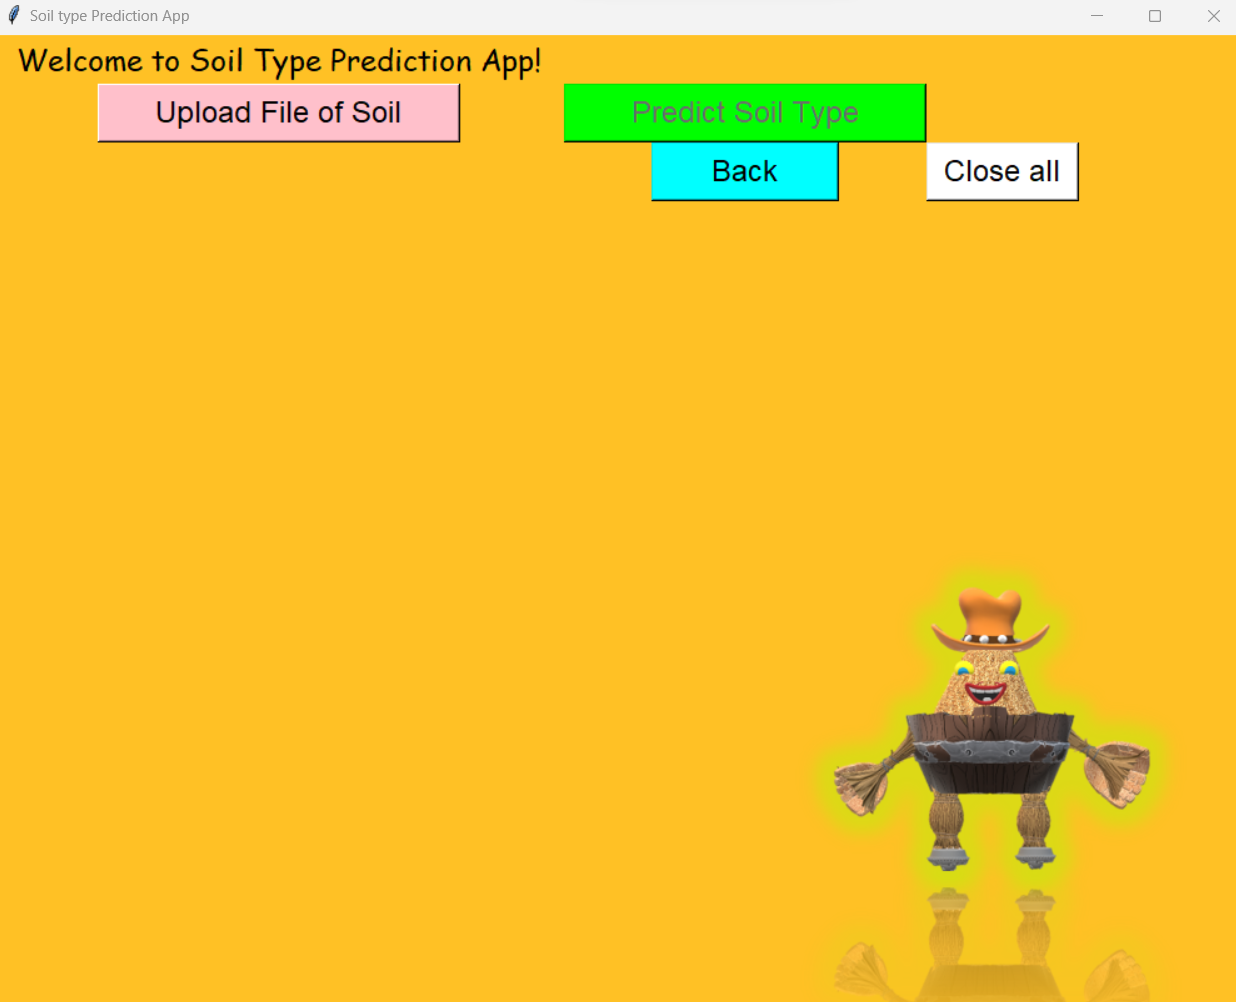 Soil type Prediction App
Welcome to Soil Type Prediction App!
Upload File of Soil
Predict Soil Type
Back
Close all